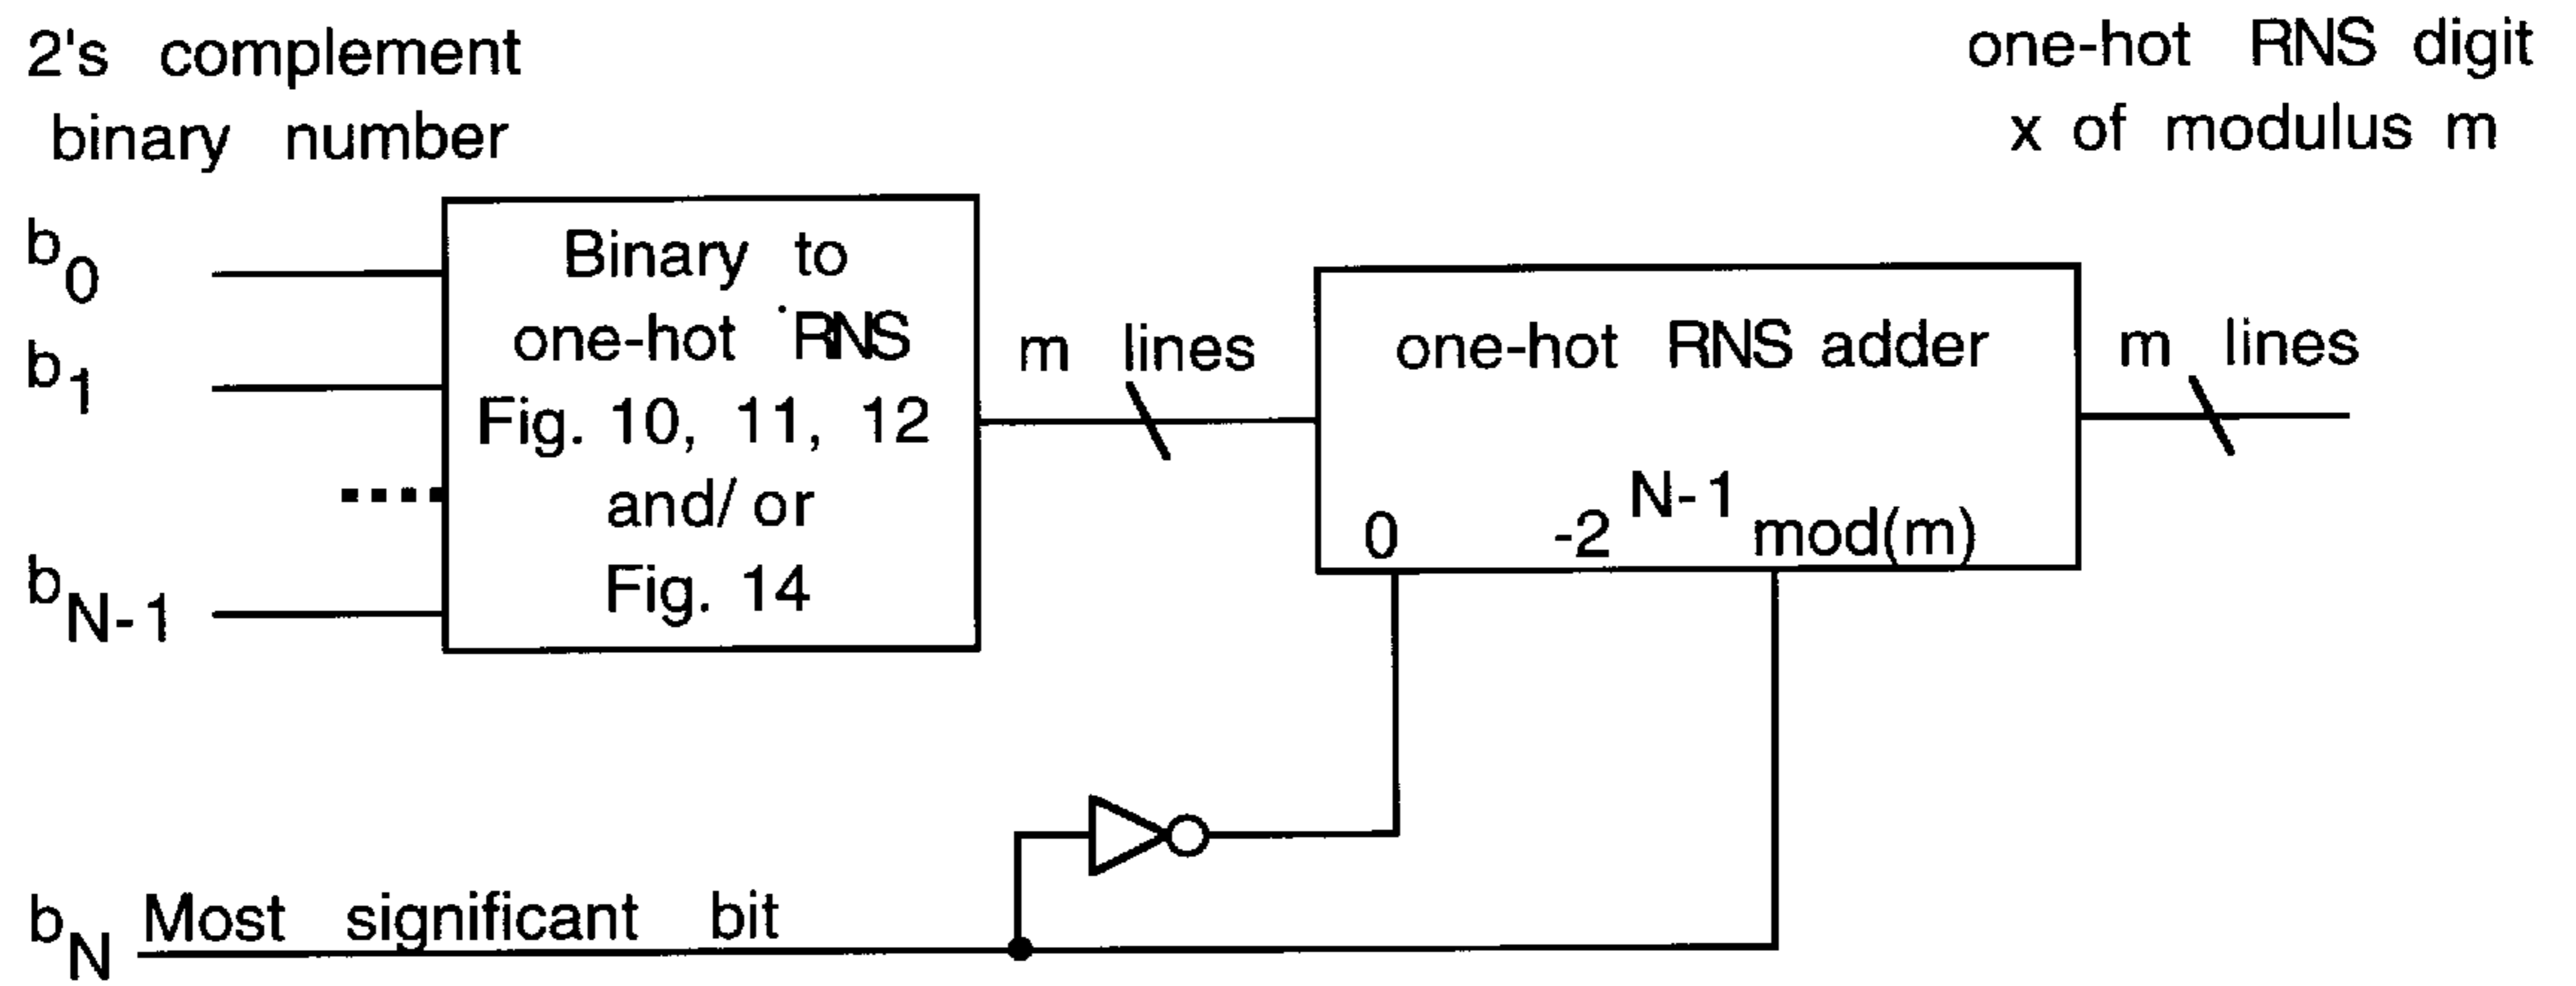 2's complement
binary number
one-hot RNS digit
x of modulus m
b0
b1
bN-1
Binary to
one-hot RNS
Fig. 10, 11, 12
and/ or
Fig. 14
m lines
one-hot RNS adder
0 -2 N-1 mod(m)
m lines
bN Most significant bit